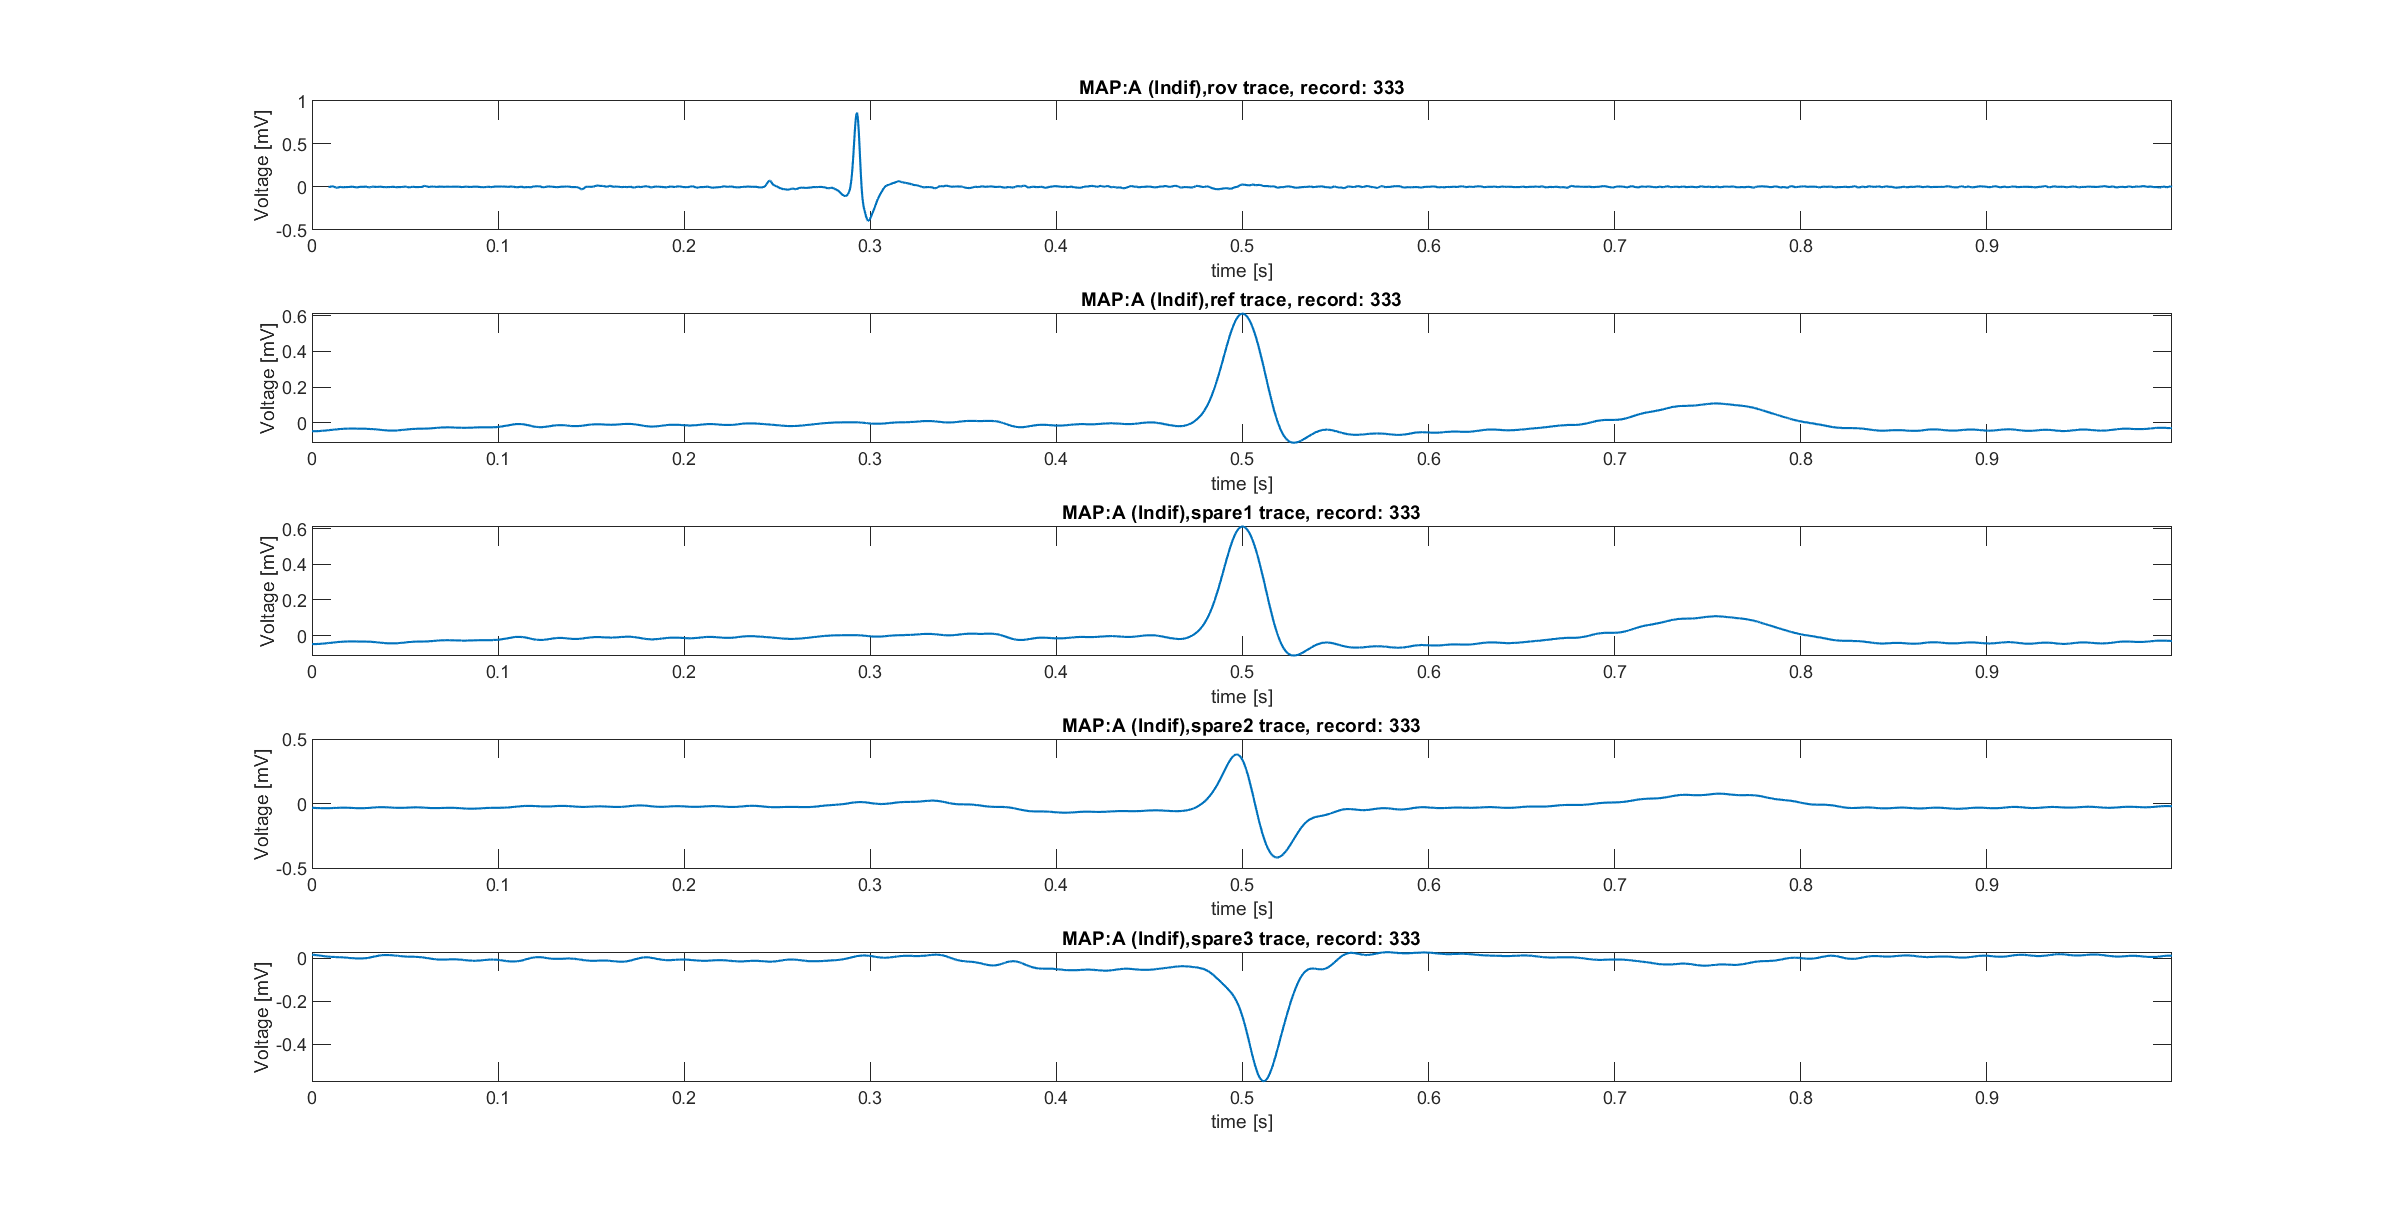 MAP:A (Indif),rov trace, record: 333
Voltage [mV]
1
0.5
0
-0.5
0 0.1 0.2 0.3 0.4 0.5 0.6 0.7 0.8 0.9
time [s]
MAP:A (Indif),ref trace, record: 333
Voltage [mV]
0.6
0.4
0.2
0
0 0.1 0.2 0.3 0.4 0.5 0.6 0.7 0.8 0.9
time [s]
MAP:A (Indif),spare1 trace, record: 333
Voltage [mV]
0.6
0.4
0.2
0
0 0.1 0.2 0.3 0.4 0.5 0.6 0.7 0.8 0.9
time [s]
MAP:A (Indif),spare2 trace, record: 333
Voltage [mV]
0.5
0
-0.5
0 0.1 0.2 0.3 0.4 0.5 0.6 0.7 0.8 0.9
time [s]
MAP:A (Indif),spare3 trace, record: 333
Voltage [mV]
0
-0.2
-0.4
0 0.1 0.2 0.3 0.4 0.5 0.6 0.7 0.8 0.9
time [s]